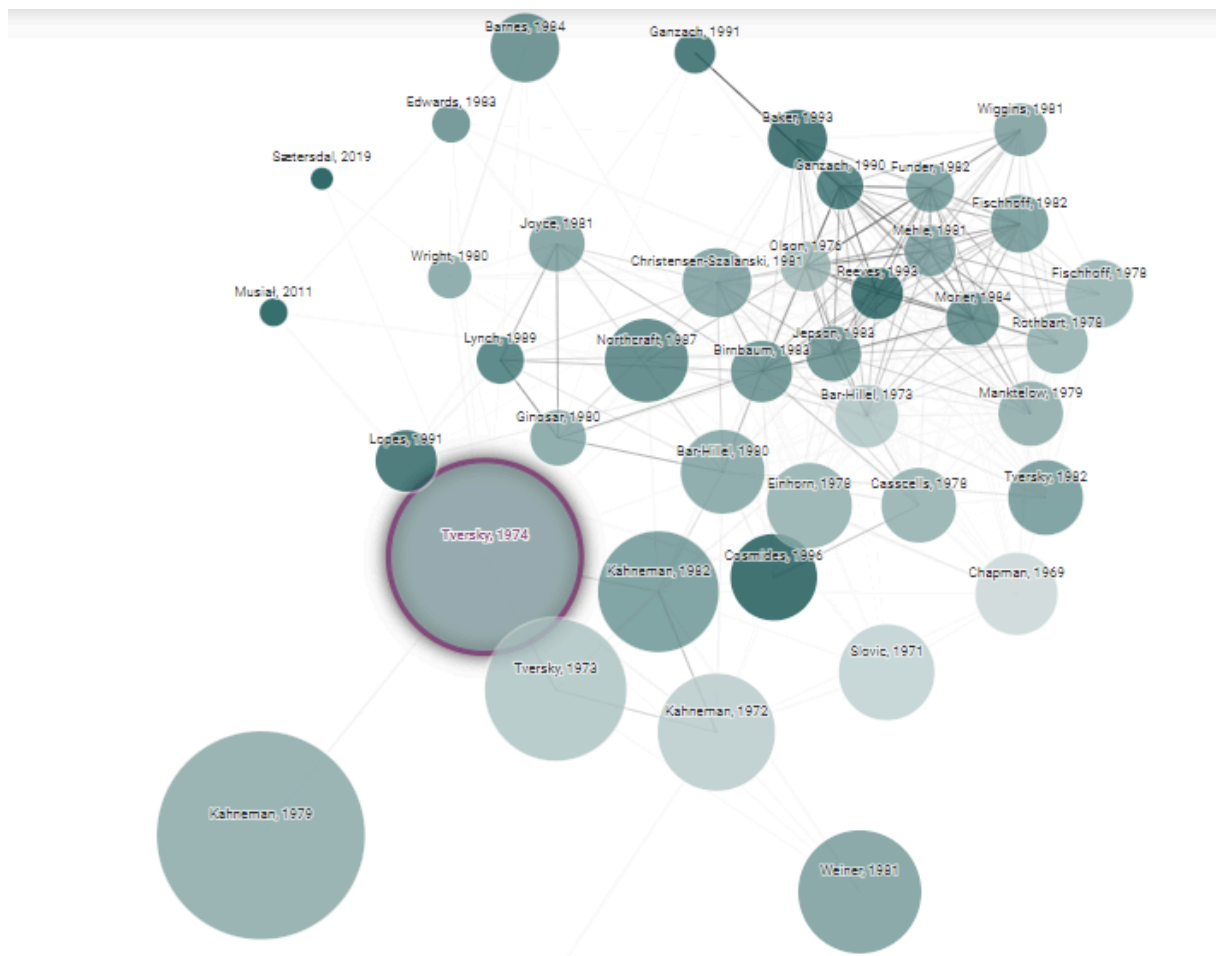 Barnes, 1984
Ganzach, 1991
Edwards, 1983
Wiggins, 1981
Baker, 1993
Sætersdal, 2019
Ganzach, 1990
Funder, 1982
Fischhoff, 1982
Joyce, 1981
Mehle, 1981
Olson, 1976
Wright, 1980
Christensen-Szalanski, 1981
Reeves, 1993
Fischhoff, 1978
Musiał, 2011
Morier, 1984
Rothbart, 1978
Lynch, 1989
Northcraft, 1987
Birnbaum, 1983
Jepson, 1983
Bar-Hillel, 1973
Manktelow, 1979
Ginosar, 1980
Lopes, 1991
Bar-Hillel, 1980
Einhorn, 1978
Casscells, 1978
Tversky, 1982
Tversky, 1974
Cosmides, 1996
Kahneman, 1982
Chapman, 1969
Slovic, 1971
Tversky, 1973
Kahneman, 1972
Kahneman, 1979
Weiner, 1981